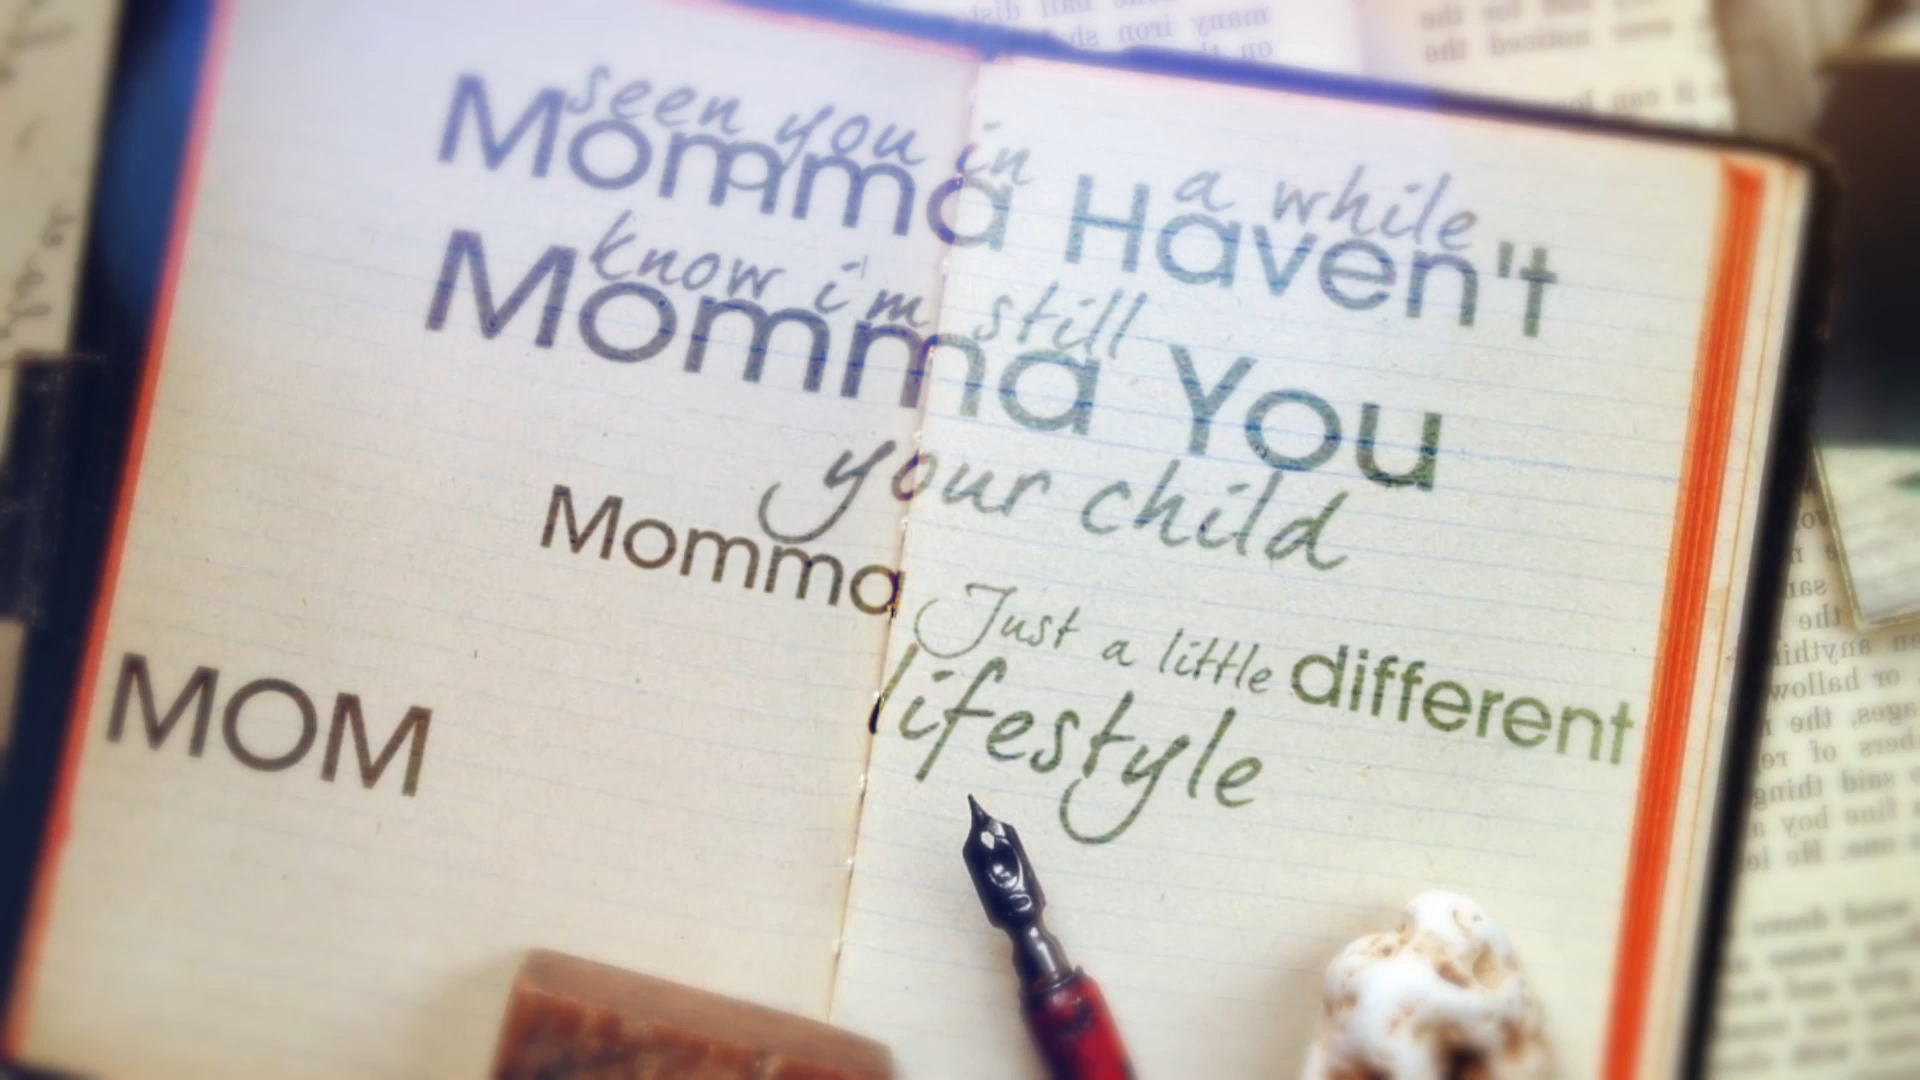 Momma Haven't
seen you in a while
Momma You
know i'm still
your child
Momma
Just a little different
lifestyle
MOM